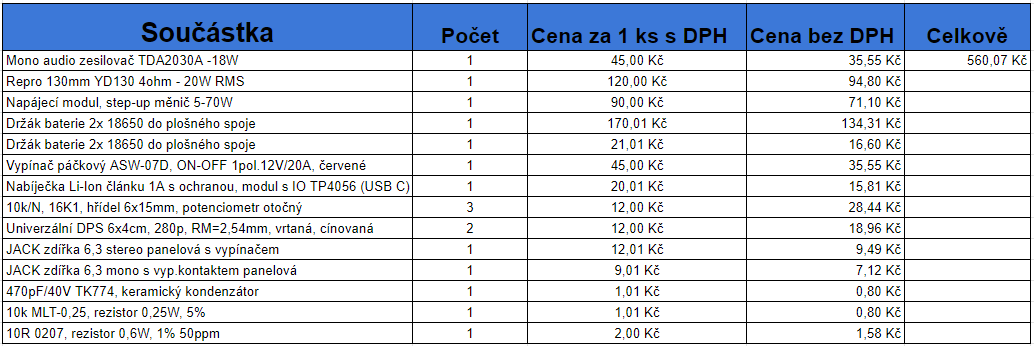 Součástka Počet Cena za 1 ks s DPH Cena bez DPH Celkově
Mono audio zesilovač TDA2030A -18W 1 45,00 Kč 35,55 Kč 560,07 Kč
Repro 130mm YD130 4ohm - 20W RMS 1 120,00 Kč 94,80 Kč
Napájecí modul, step-up měnič 5-70W 1 90,00 Kč 71,10 Kč
Držák baterie 2x 18650 do plošného spoje 1 170,01 Kč 134,31 Kč
Držák baterie 2x 18650 do plošného spoje 1 21,01 Kč 16,60 Kč
Vypínač páčkový ASW-07D, ON-OFF 1pol.12V/20A, červené 1 45,00 Kč 35,55 Kč
Nabíječka Li-Ion článku 1A s ochranou, modul s IO TP4056 (USB C) 1 20,01 Kč 15,81 Kč
10k/N, 16K1, hřídel 6x15mm, potenciometr otočný 3 12,00 Kč 28,44 Kč
Univerzální DPS 6x4cm, 280p, RM=2,54mm, vrtaná, cínovaná 2 12,00 Kč 18,96 Kč
JACK zdířka 6,3 stereo panelová s vypínačem 1 12,01 Kč 9,49 Kč
JACK zdířka 6,3 mono s vyp.kontaktem panelová 1 9,01 Kč 7,12 Kč
470pF/40V TK774, keramický kondenzátor 1 1,01 Kč 0,80 Kč
10k MLT-0,25, rezistor 0,25W, 5% 1 1,01 Kč 0,80 Kč
10R 0207, rezistor 0,6W, 1% 50ppm 1 2,00 Kč 1,58 Kč